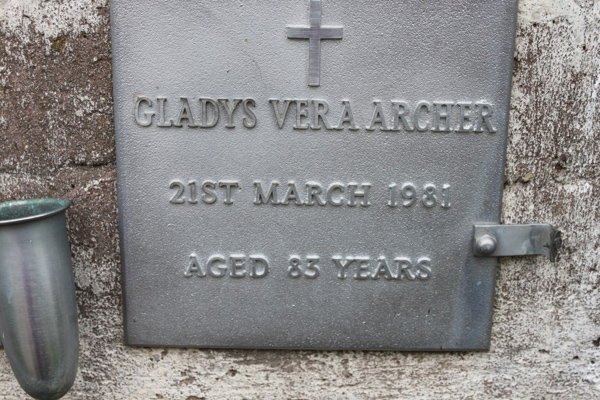 GLADYS VERA ARCHER
21ST MARCH 1981
AGED 83 YEARS